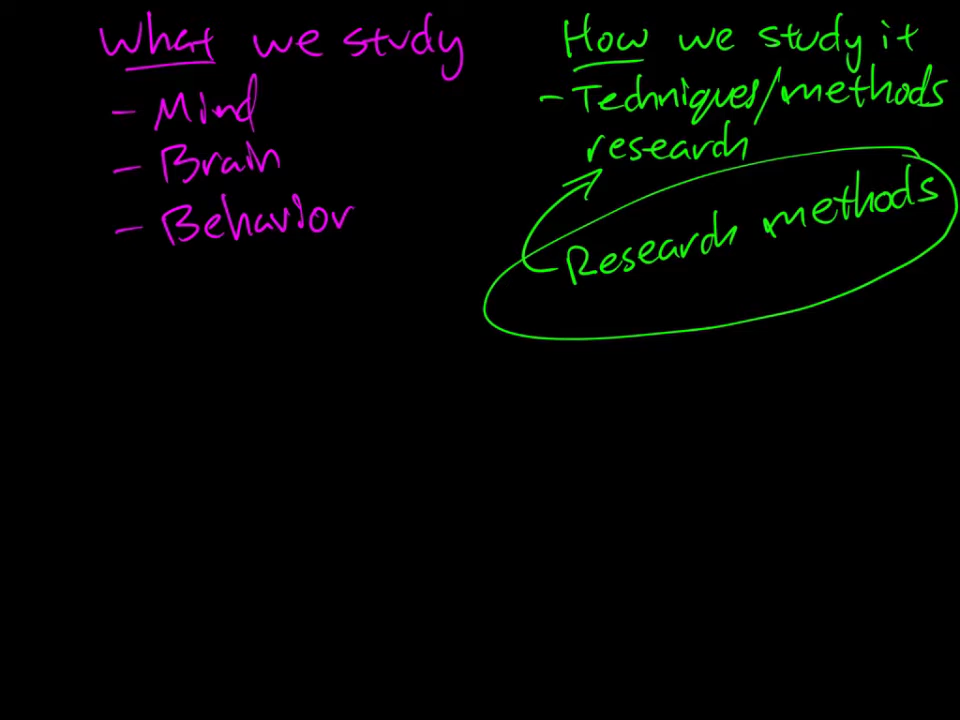 What we study
- Mind
- Brain
- Behavior
How we study it
- Techniques/methods
research
Research methods